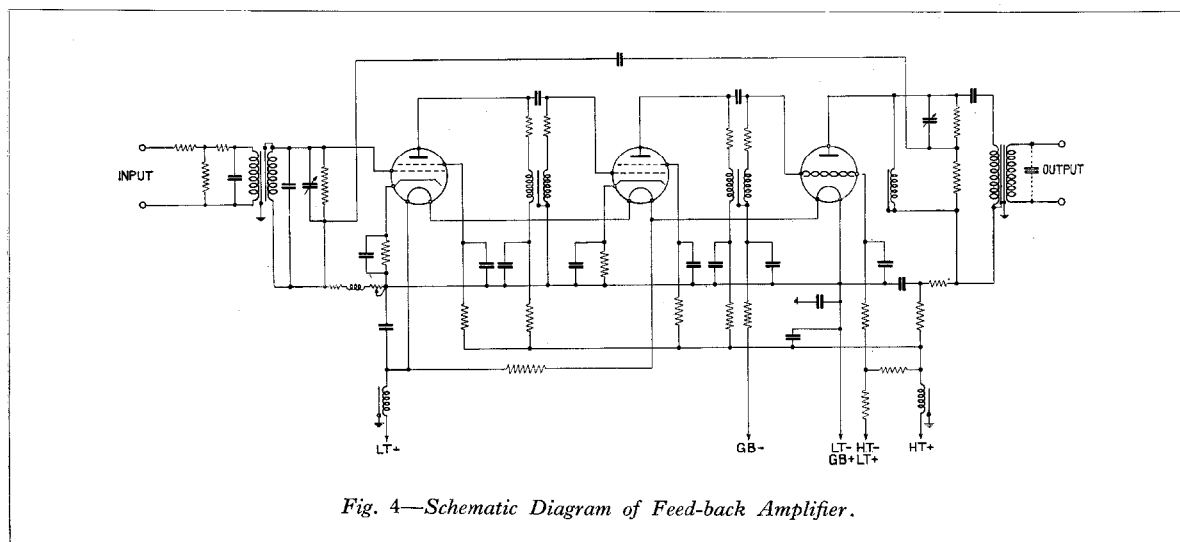 INPUT
OUTPUT
LT+
GB-
LT-
GB+
HT-
LT+
HT+
Fig. 4—Schematic Diagram of Feed-back Amplifier.